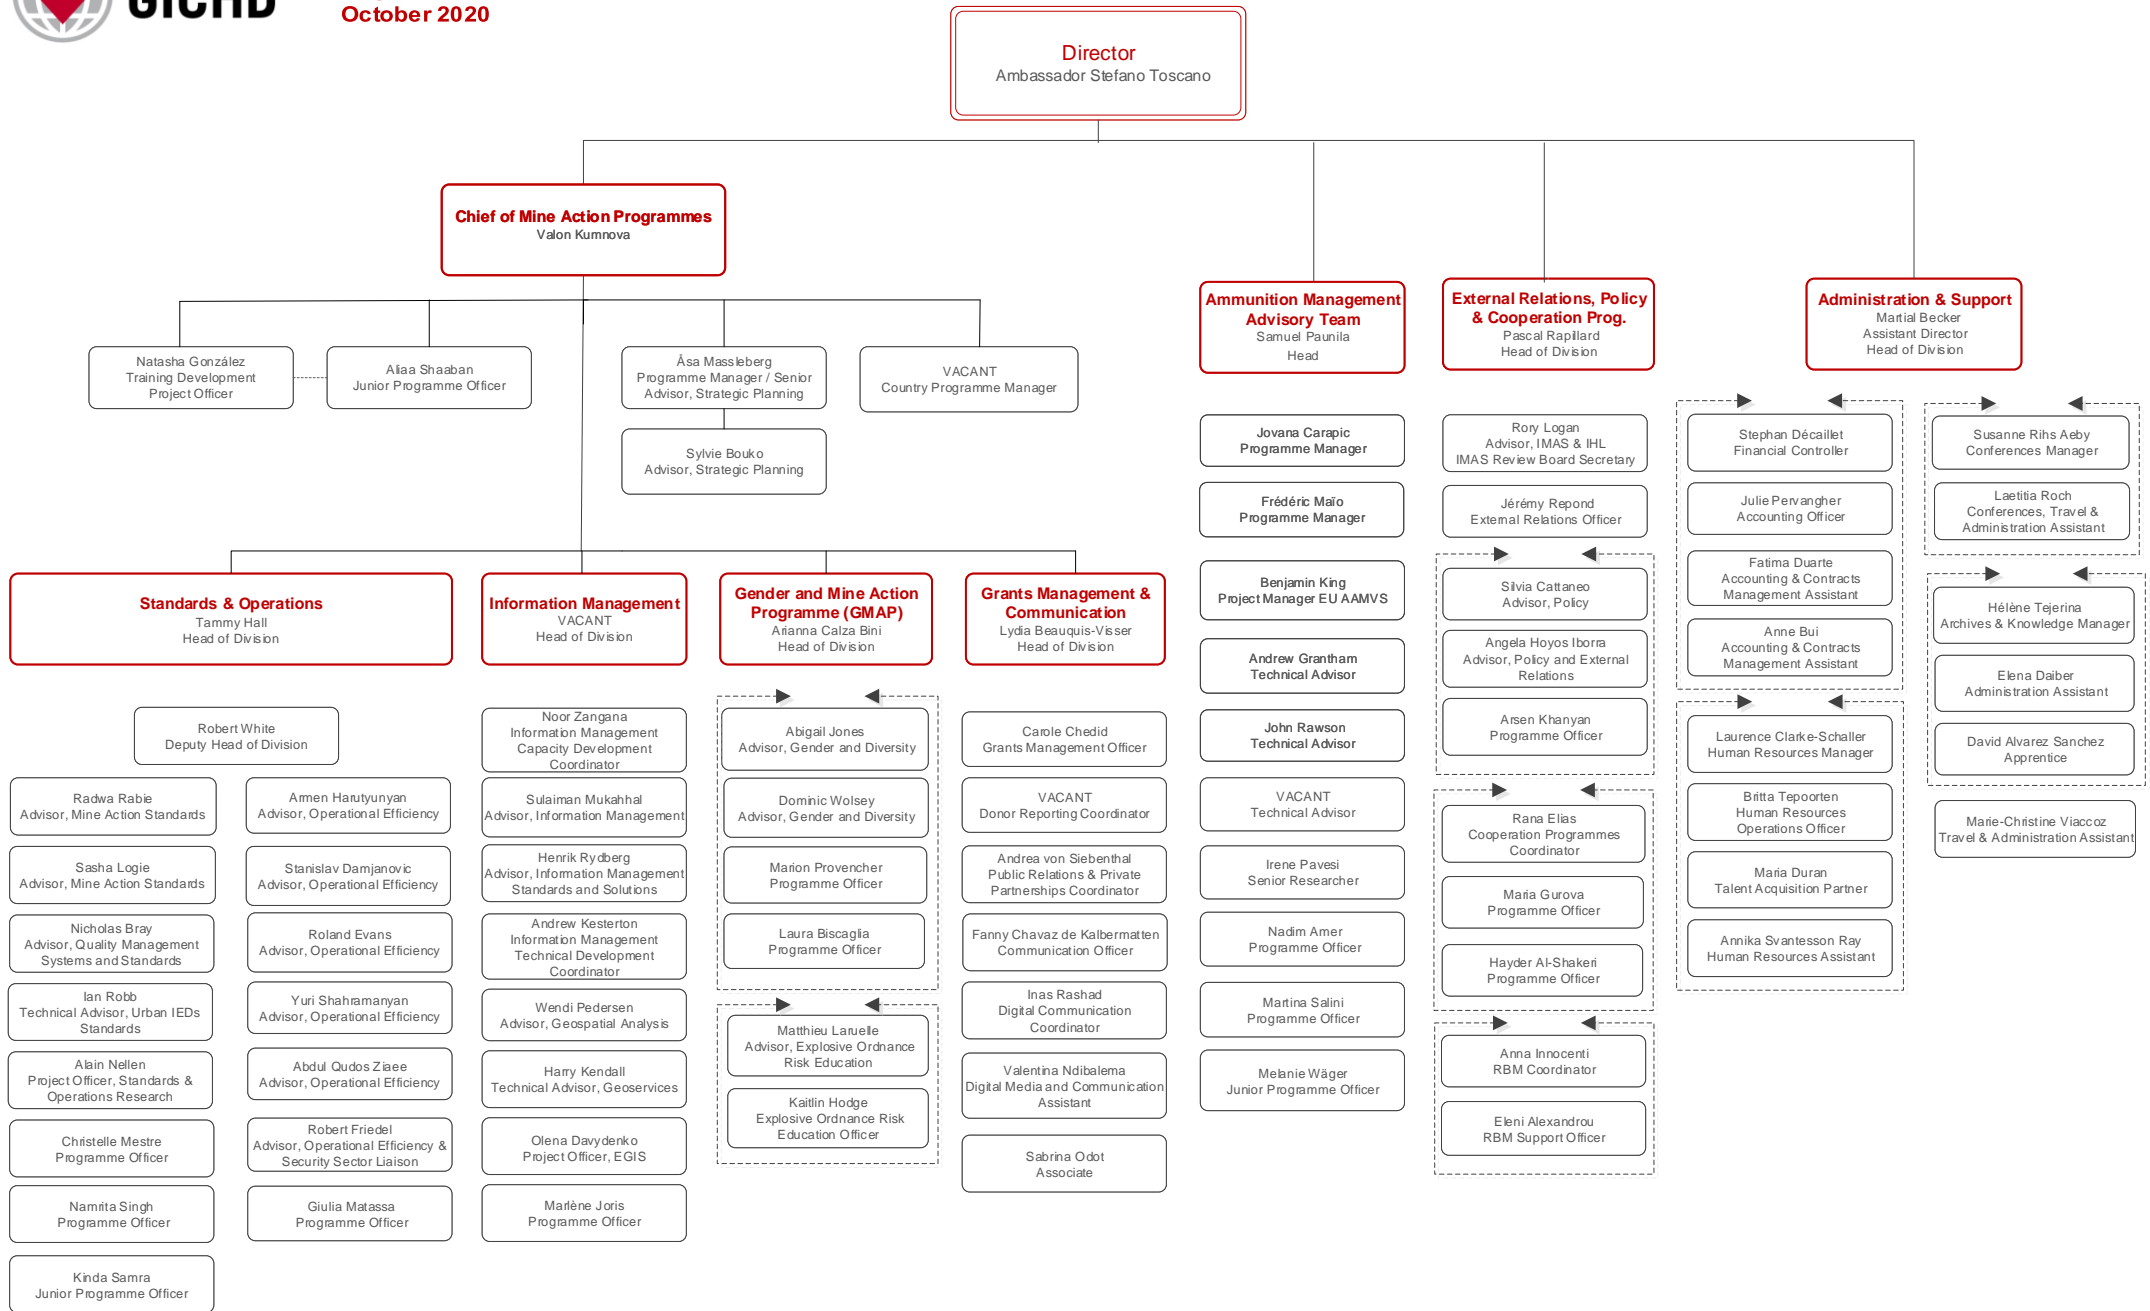 GICHD
October 2020
Director
Ambassador Stefano Toscano
Chief of Mine Action Programmes
Valon Kumnova
Natasha González
Training Development
Project Officer
Aliaa Shaaban
Junior Programme Officer
Åsa Massleberg
Programme Manager / Senior
Advisor, Strategic Planning
VACANT
Country Programme Manager
Sylvie Bouko
Advisor, Strategic Planning
Standards & Operations
Tammy Hall
Head of Division
Robert White
Deputy Head of Division
Radwa Rabie
Advisor, Mine Action Standards
Sasha Logie
Advisor, Mine Action Standards
Nicholas Bray
Advisor, Quality Management
Systems and Standards
Ian Robb
Technical Advisor, Urban IEDs
Standards
Alain Nellen
Project Officer, Standards &
Operations Research
Christelle Mestre
Programme Officer
Namrita Singh
Programme Officer
Kinda Samra
Junior Programme Officer
Armen Harutyunyan
Advisor, Operational Efficiency
Stanislav Damjanovic
Advisor, Operational Efficiency
Roland Evans
Advisor, Operational Efficiency
Yuri Shahramanyan
Advisor, Operational Efficiency
Abdul Qudos Ziaee
Advisor, Operational Efficiency
Robert Friedel
Advisor, Operational Efficiency &
Security Sector Liaison
Giulia Matassa
Programme Officer
Information Management
VACANT
Head of Division
Noor Zangana
Information Management
Capacity Development
Coordinator
Sulaiman Mukahhal
Advisor, Information Management
Henrik Rydberg
Advisor, Information Management
Standards and Solutions
Andrew Kesterton
Information Management
Technical Development
Coordinator
Wendi Pedersen
Advisor, Geospatial Analysis
Harry Kendall
Technical Advisor, Geoservices
Olena Davydenko
Project Officer, EGIS
Marlène Joris
Programme Officer
Gender and Mine Action
Programme (GMAP)
Arianna Calza Bini
Head of Division
Abigail Jones
Advisor, Gender and Diversity
Dominic Wolsey
Advisor, Gender and Diversity
Marion Provencher
Programme Officer
Laura Biscaglia
Programme Officer
Matthieu Laruelle
Advisor, Explosive Ordnance
Risk Education
Kaitlin Hodge
Explosive Ordnance Risk
Education Officer
Grants Management &
Communication
Lydia Beauquis-Visser
Head of Division
Carole Chedid
Grants Management Officer
VACANT
Donor Reporting Coordinator
Andrea von Siebenthal
Public Relations & Private
Partnerships Coordinator
Fanny Chavaz de Kalbermatten
Communication Officer
Inas Rashad
Digital Communication
Coordinator
Valentina Ndibalema
Digital Media and Communication
Assistant
Sabrina Odot
Associate
Ammunition Management
Advisory Team
Samuel Paunila
Head
Jovana Carapic
Programme Manager
Frédéric Maïo
Programme Manager
Benjamin King
Project Manager EU AAMVS
Andrew Grantham
Technical Advisor
John Rawson
Technical Advisor
VACANT
Technical Advisor
Irene Pavesi
Senior Researcher
Nadim Amer
Programme Officer
Martina Salini
Programme Officer
Melanie Wäger
Junior Programme Officer
External Relations, Policy
& Cooperation Prog.
Pascal Rapillard
Head of Division
Rory Logan
Advisor, IMAS & IHL
IMAS Review Board Secretary
Jérémy Repond
External Relations Officer
Silvia Cattaneo
Advisor, Policy
Angela Hoyos Iborra
Advisor, Policy and External
Relations
Arsen Khanyan
Programme Officer
Rana Elias
Cooperation Programmes
Coordinator
Maria Gurova
Programme Officer
Hayder Al-Shakeri
Programme Officer
Anna Innocenti
RBM Coordinator
Eleni Alexandrou
RBM Support Officer
Administration & Support
Martial Becker
Assistant Director
Head of Division
Stephan Décaillet
Financial Controller
Julie Pervangher
Accounting Officer
Fatima Duarte
Accounting & Contracts
Management Assistant
Anne Bui
Accounting & Contracts
Management Assistant
Laurence Clarke-Schaller
Human Resources Manager
Britta Tepoorten
Human Resources
Operations Officer
Maria Duran
Talent Acquisition Partner
Annika Svantesson Ray
Human Resources Assistant
Susanne Rihs Aeby
Conferences Manager
Laetitia Roch
Conferences, Travel &
Administration Assistant
Hélène Tejerina
Archives & Knowledge Manager
Elena Daiber
Administration Assistant
David Alvarez Sanchez
Apprentice
Marie-Christine Viaccoz
Travel & Administration Assistant